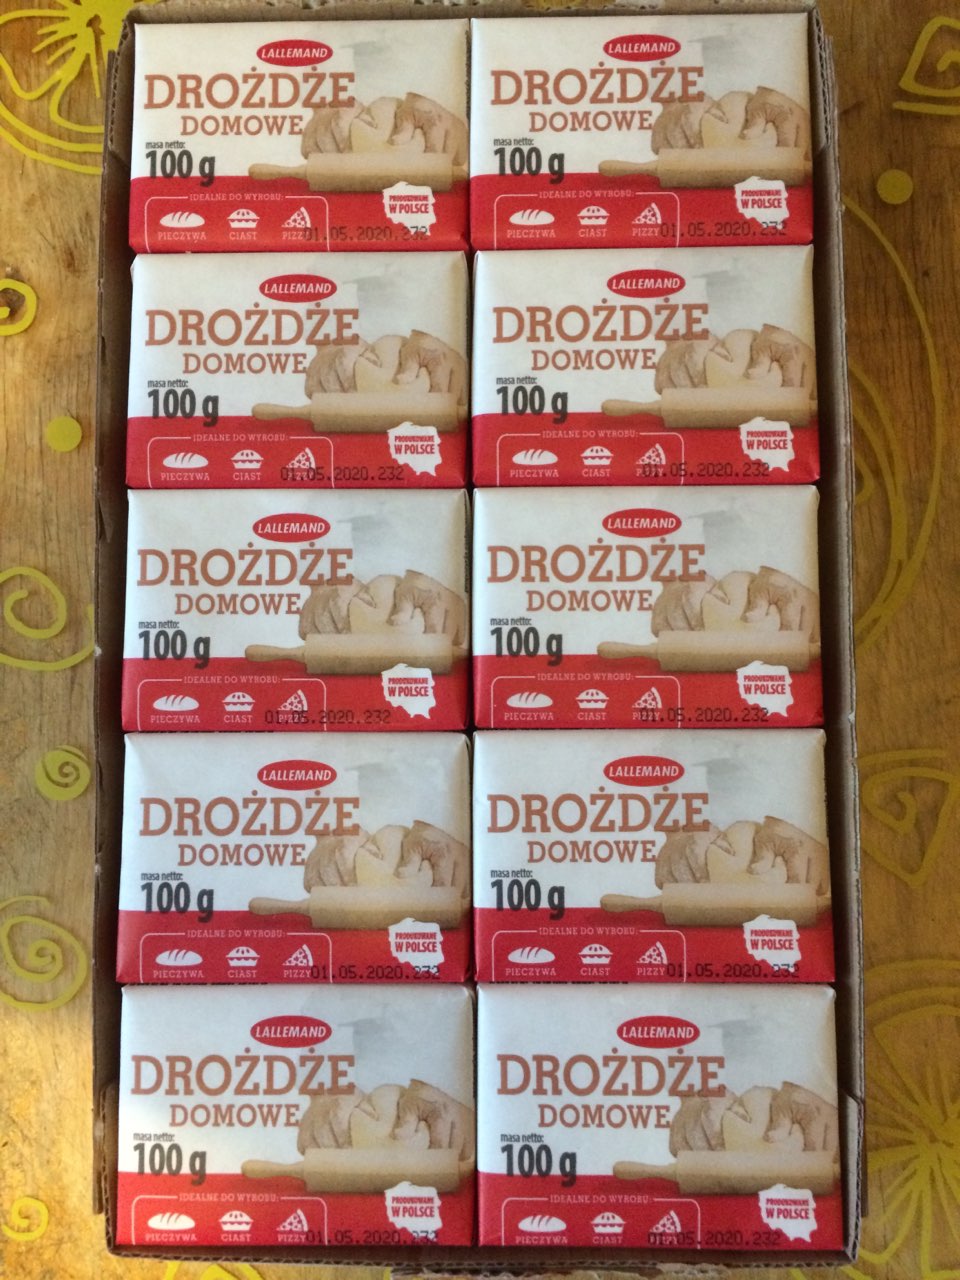 LALLEMAND
DROŻDŻE
DOMOWE
masa netto:
100 g
IDEALNE DO WYROBU:
PIECZYWA CIAST PIZZY
PRODUKOWANE
W POLSCE
01.05.2020.232
LALLEMAND
DROŻDŻE
DOMOWE
masa netto:
100 g
IDEALNE DO WYROBU:
PIECZYWA CIAST PIZZY
PRODUKOWANE
W POLSCE
01.05.2020.232
LALLEMAND
DROŻDŻE
DOMOWE
masa netto:
100 g
IDEALNE DO WYROBU:
PIECZYWA CIAST PIZZY
PRODUKOWANE
W POLSCE
01.05.2020.232
LALLEMAND
DROŻDŻE
DOMOWE
masa netto:
100 g
IDEALNE DO WYROBU:
PIECZYWA CIAST PIZZY
PRODUKOWANE
W POLSCE
01.05.2020.232
LALLEMAND
DROŻDŻE
DOMOWE
masa netto:
100 g
IDEALNE DO WYROBU:
PIECZYWA CIAST PIZZY
PRODUKOWANE
W POLSCE
01.05.2020.232
LALLEMAND
DROŻDŻE
DOMOWE
masa netto:
100 g
IDEALNE DO WYROBU:
PIECZYWA CIAST PIZZY
PRODUKOWANE
W POLSCE
01.05.2020.232
LALLEMAND
DROŻDŻE
DOMOWE
masa netto:
100 g
IDEALNE DO WYROBU:
PIECZYWA CIAST PIZZY
PRODUKOWANE
W POLSCE
01.05.2020.232
LALLEMAND
DROŻDŻE
DOMOWE
masa netto:
100 g
IDEALNE DO WYROBU:
PIECZYWA CIAST PIZZY
PRODUKOWANE
W POLSCE
01.05.2020.232
LALLEMAND
DROŻDŻE
DOMOWE
masa netto:
100 g
IDEALNE DO WYROBU:
PIECZYWA CIAST PIZZY
PRODUKOWANE
W POLSCE
01.05.2020.232
LALLEMAND
DROŻDŻE
DOMOWE
masa netto:
100 g
IDEALNE DO WYROBU:
PIECZYWA CIAST PIZZY
PRODUKOWANE
W POLSCE
01.05.2020.232